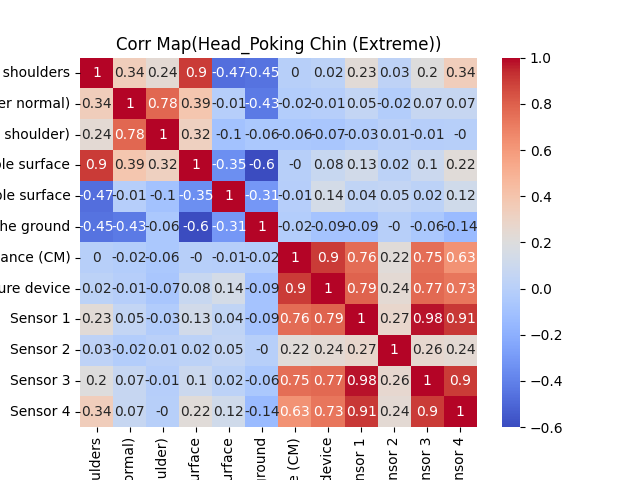 Corr Map(Head_Poking Chin (Extreme))
shoulders 1 0.34 0.24 0.9 -0.47 -0.45 0 0.02 0.23 0.03 0.2 0.34
er normal) 0.34 1 0.78 0.39 -0.01 -0.43 -0.02 -0.01 0.05 -0.02 0.07 0.07
shoulder) 0.24 0.78 1 0.32 -0.1 -0.06 -0.06 -0.07 -0.03 0.01 -0.01 -0
ble surface 0.9 0.39 0.32 1 -0.35 -0.6 -0 0.08 0.13 0.02 0.1 0.22
ble surface -0.47 -0.01 -0.1 -0.35 1 -0.31 -0.01 0.14 0.04 0.05 0.02 0.12
he ground -0.45 -0.43 -0.06 -0.6 -0.31 1 -0.02 -0.09 -0.09 -0 -0.06 -0.14
ance (CM) 0 -0.02 -0.06 -0 -0.01 -0.02 1 0.9 0.76 0.22 0.75 0.63
ure device 0.02 -0.01 -0.07 0.08 0.14 -0.09 0.9 1 0.79 0.24 0.77 0.73
Sensor 1 0.23 0.05 -0.03 0.13 0.04 -0.09 0.76 0.79 1 0.27 0.98 0.91
Sensor 2 0.03 -0.02 0.01 0.02 0.05 -0 0.22 0.24 0.27 1 0.26 0.24
Sensor 3 0.2 0.07 -0.01 0.1 0.02 -0.06 0.75 0.77 0.98 0.26 1 0.9
Sensor 4 0.34 0.07 -0 0.22 0.12 -0.14 0.63 0.73 0.91 0.24 0.9 1
ulders
ormal)
ulder)
urface
urface
ground
e (CM)
device
nsor 1
nsor 2
nsor 3
nsor 4
1.0
0.8
0.6
0.4
0.2
0.0
−0.2
−0.4
−0.6